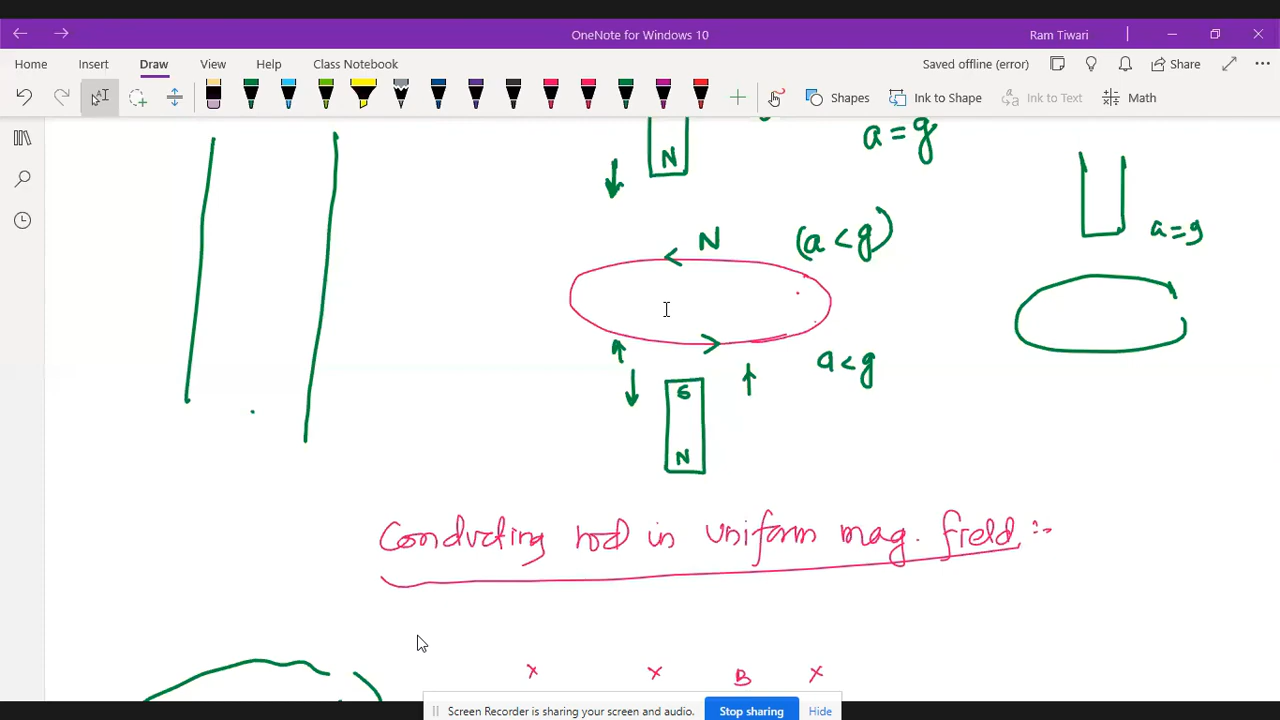 OneNote for Windows 10
Ram Tiwari
Home Insert Draw View Help Class Notebook
Saved offline (error)
Share
Shapes
Ink to Shape
Ink to Text
Math
N
a = g
N
(a < g)
a = g
a < g
S
N
Conducting rod in uniform mag. field :-
x x B x
Screen Recorder is sharing your screen and audio.
Stop sharing
Hide